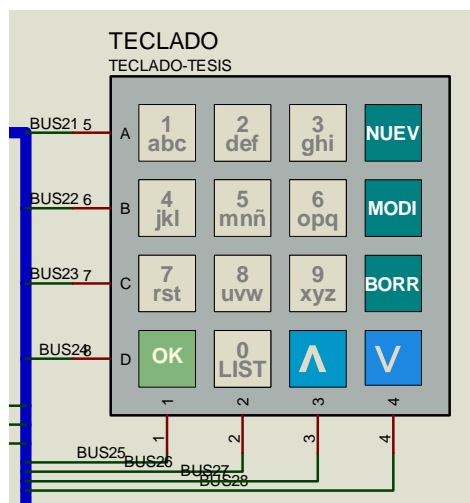 TECLADO
TECLADO-TESIS
BUS21 5 A 1 2 3 NUEV
abc def ghi
BUS22 6 B 4 5 6 MODI
jkl mnñ opq
BUS23 7 C 7 8 9 BORR
rst uvw xyz
BUS24 8 D OK 0 Λ V
LIST
1 2 3 4
1 2 3 4
BUS25
BUS26
BUS27
BUS28